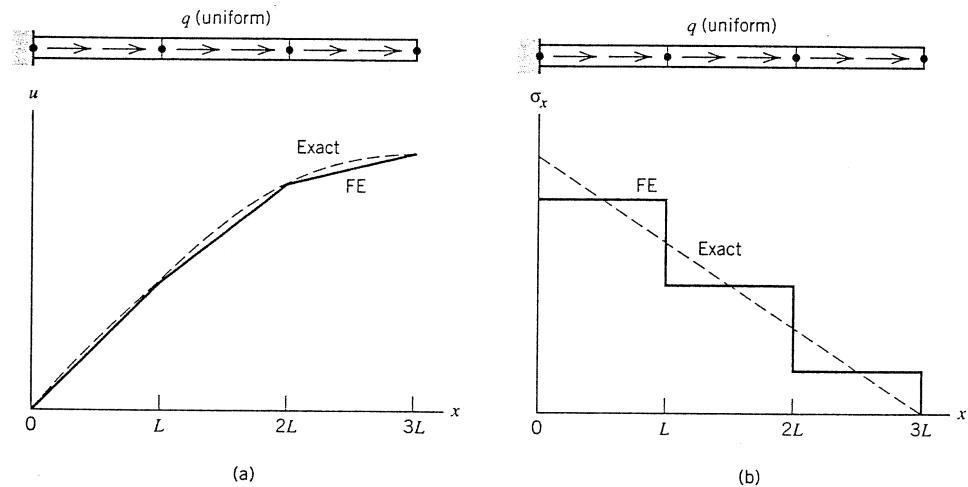 q (uniform)
u
Exact
FE
0 L 2L 3L x
(a)
q (uniform)
σx
FE
Exact
0 L 2L 3L x
(b)